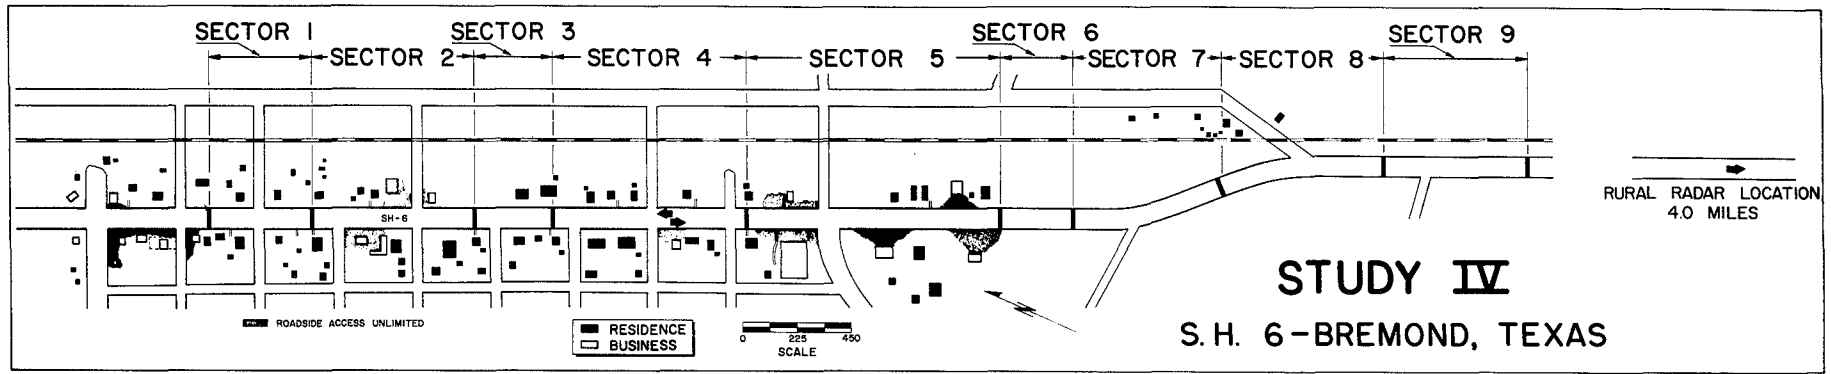 SECTOR 1
SECTOR 2
SECTOR 3
SECTOR 4
SECTOR 5
SECTOR 6
SECTOR 7
SECTOR 8
SECTOR 9
SH-6
RURAL RADAR LOCATION
4.0 MILES
STUDY IV
S.H. 6-BREMOND, TEXAS
ROADSIDE ACCESS UNLIMITED
RESIDENCE
BUSINESS
0 225 450
SCALE